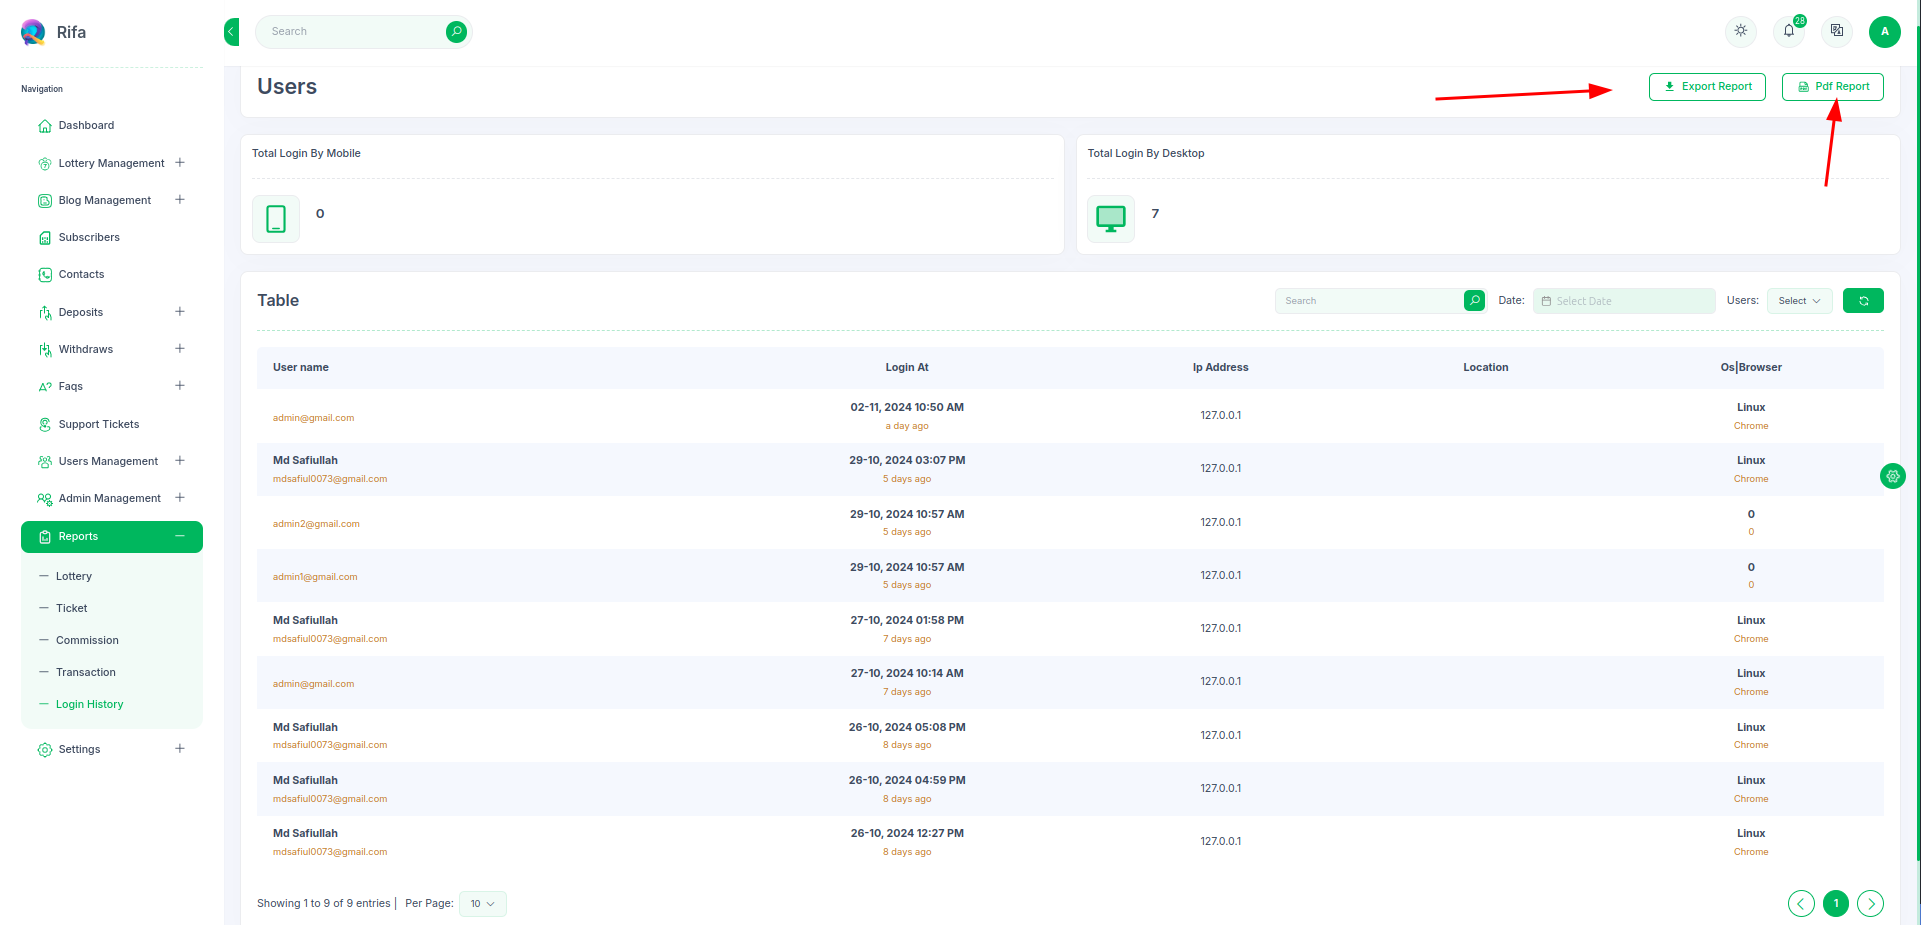 Rifa
Search
28
A
Navigation
Dashboard
Lottery Management
Blog Management
Subscribers
Contacts
Deposits
Withdraws
Faqs
Support Tickets
Users Management
Admin Management
Reports
Lottery
Ticket
Commission
Transaction
Login History
Settings
Users
Export Report
Pdf Report
Total Login By Mobile
0
Total Login By Desktop
7
Table
Search
Date: Select Date
Users: Select
User name Login At Ip Address Location Os|Browser
02-11, 2024 10:50 AM Linux
admin@gmail.com 127.0.0.1
a day ago Chrome
Md Safiullah 29-10, 2024 03:07 PM 127.0.0.1 Linux
mdsafiul0073@gmail.com 5 days ago Chrome
29-10, 2024 10:57 AM 0
admin2@gmail.com 127.0.0.1
5 days ago 0
29-10, 2024 10:57 AM 0
admin1@gmail.com 127.0.0.1
5 days ago 0
Md Safiullah 27-10, 2024 01:58 PM 127.0.0.1 Linux
mdsafiul0073@gmail.com 7 days ago Chrome
27-10, 2024 10:14 AM Linux
admin@gmail.com 127.0.0.1
7 days ago Chrome
Md Safiullah 26-10, 2024 05:08 PM 127.0.0.1 Linux
mdsafiul0073@gmail.com 8 days ago Chrome
Md Safiullah 26-10, 2024 04:59 PM 127.0.0.1 Linux
mdsafiul0073@gmail.com 8 days ago Chrome
Md Safiullah 26-10, 2024 12:27 PM 127.0.0.1 Linux
mdsafiul0073@gmail.com 8 days ago Chrome
Showing 1 to 9 of 9 entries | Per Page: 10
1